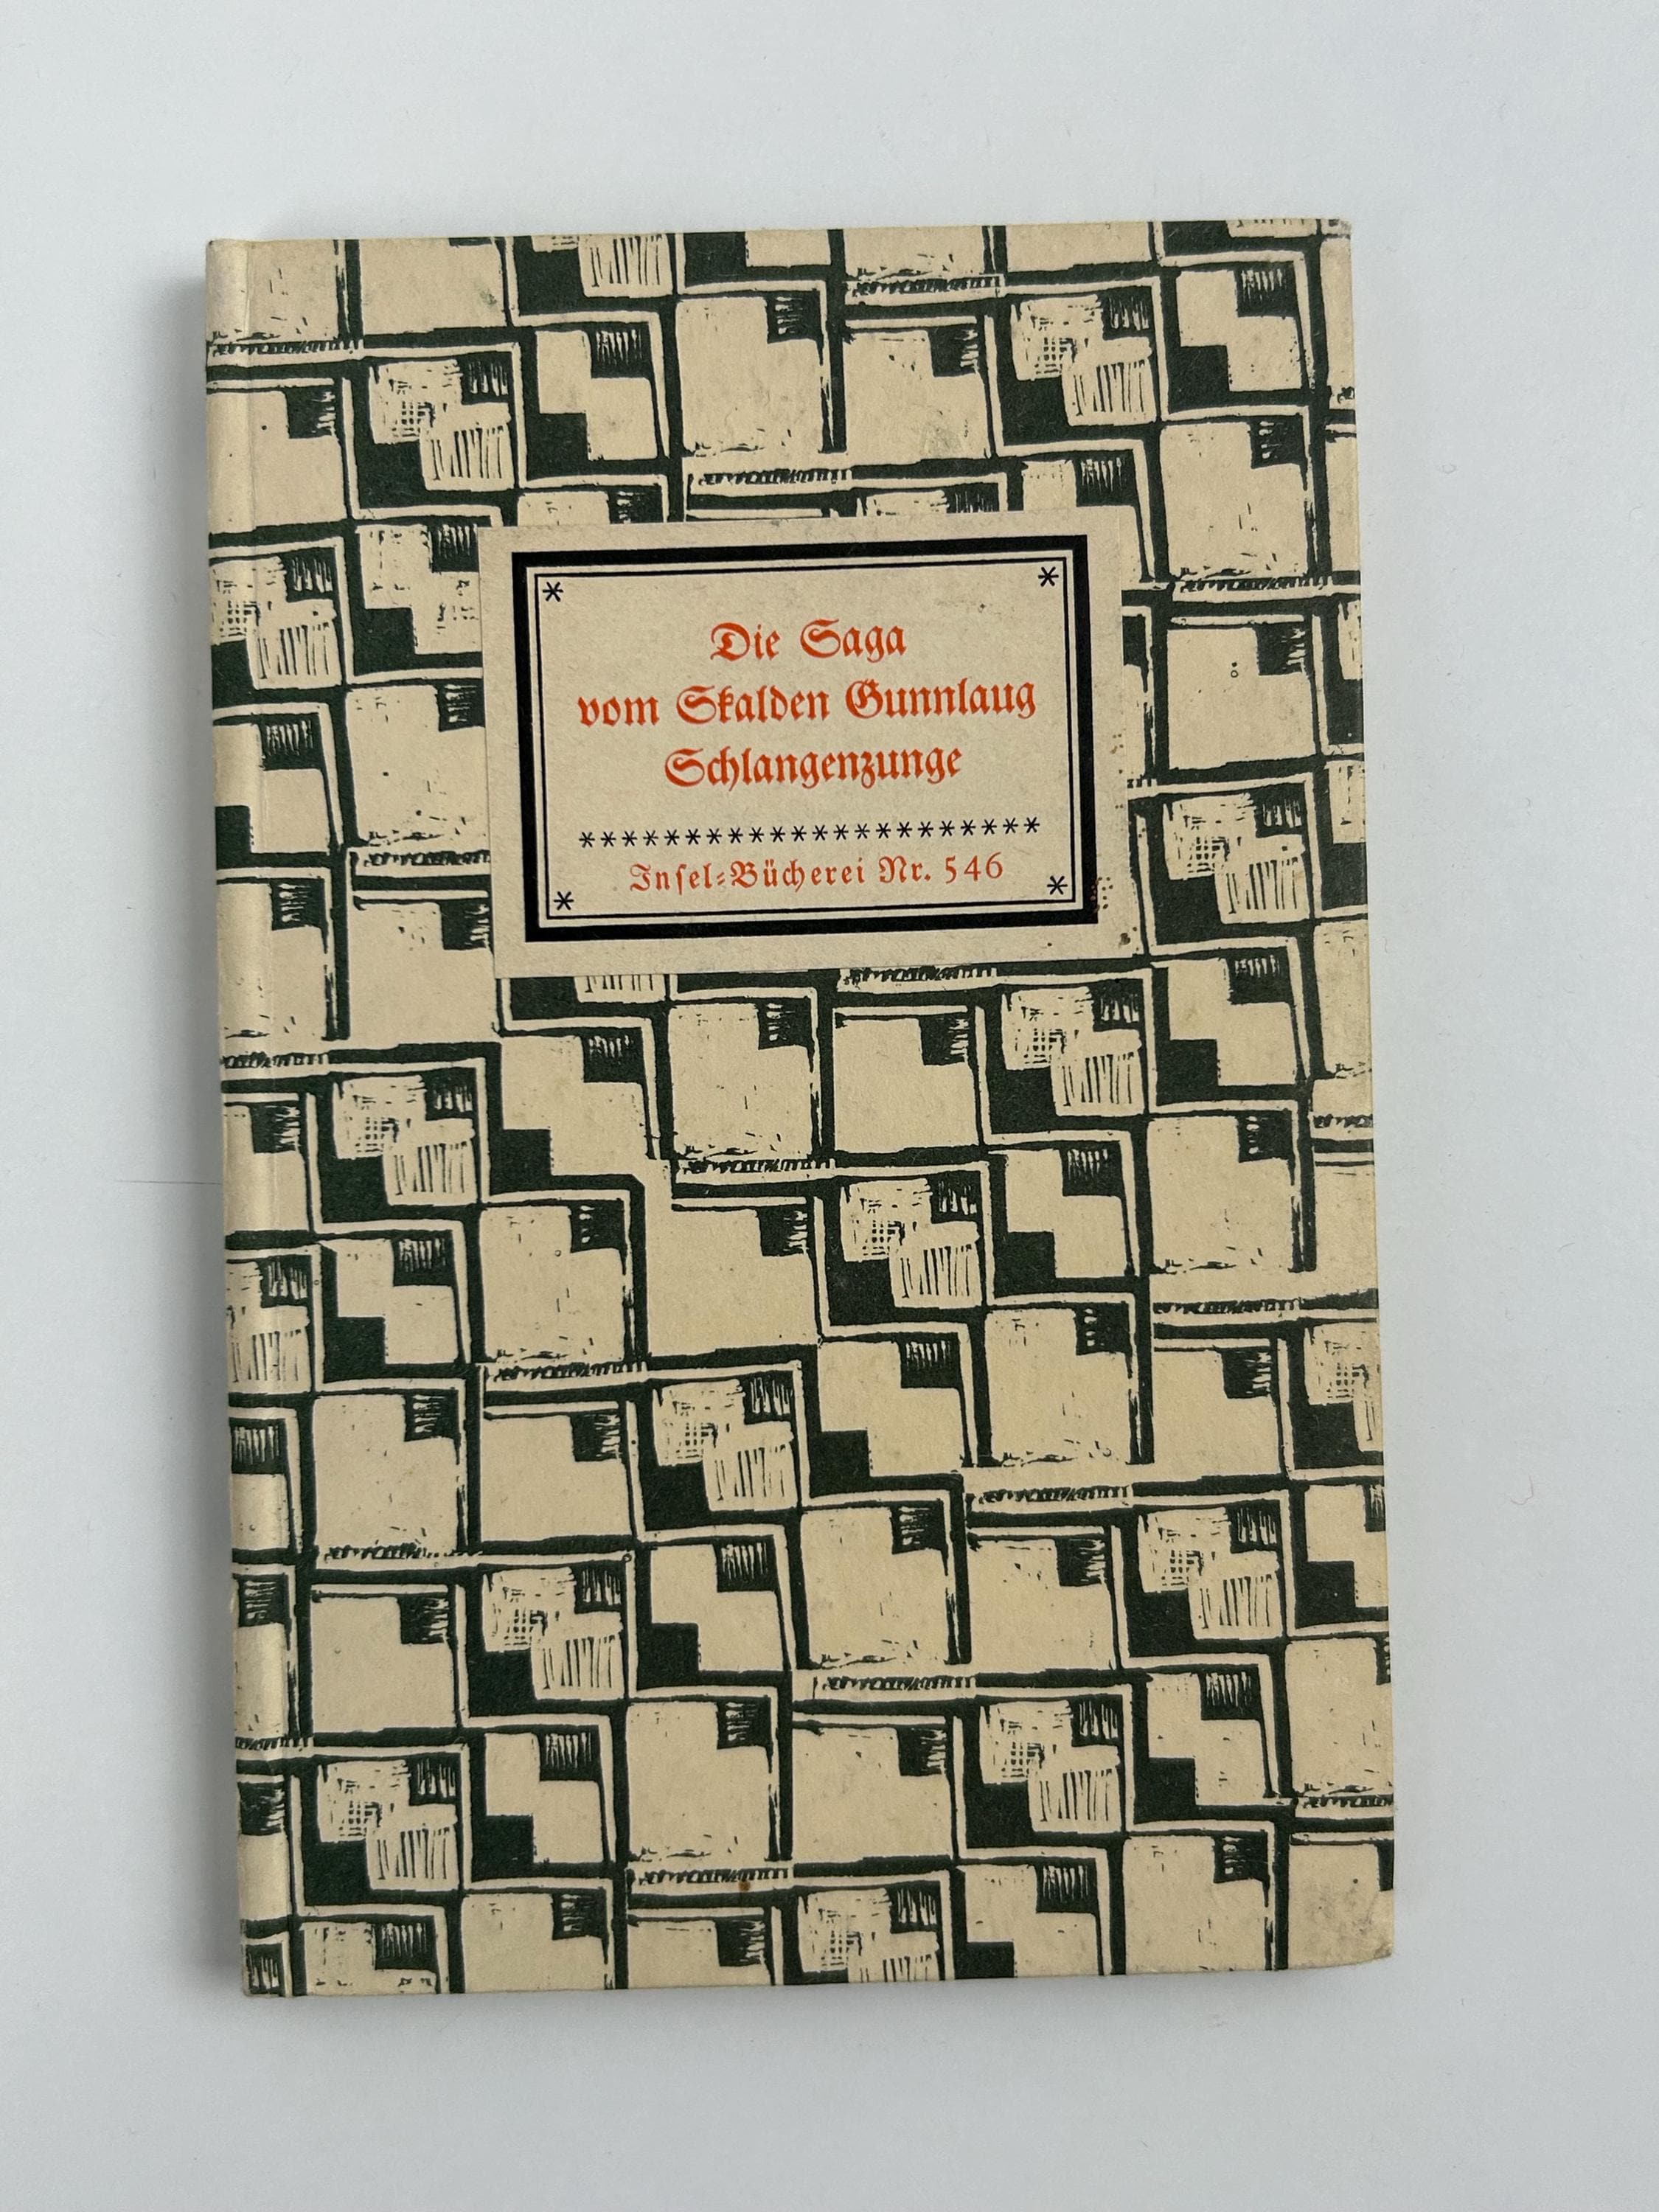 Die Saga
vom Skalden Gunnlaug
Schlangenzunge
**********************
Inſel-Bücherei Nr. 546